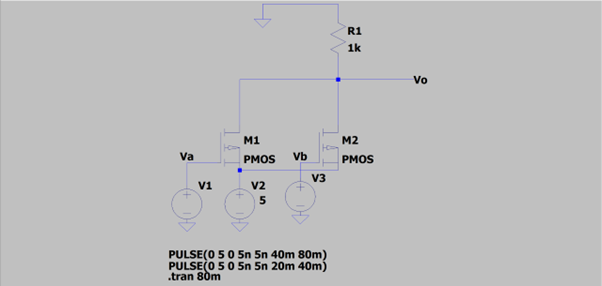 R1
1k
Vo
M1
M2
Va
PMOS
Vb
PMOS
V1
V2
V3
5
PULSE(0 5 0 5n 5n 40m 80m)
PULSE(0 5 0 5n 5n 20m 40m)
.tran 80m